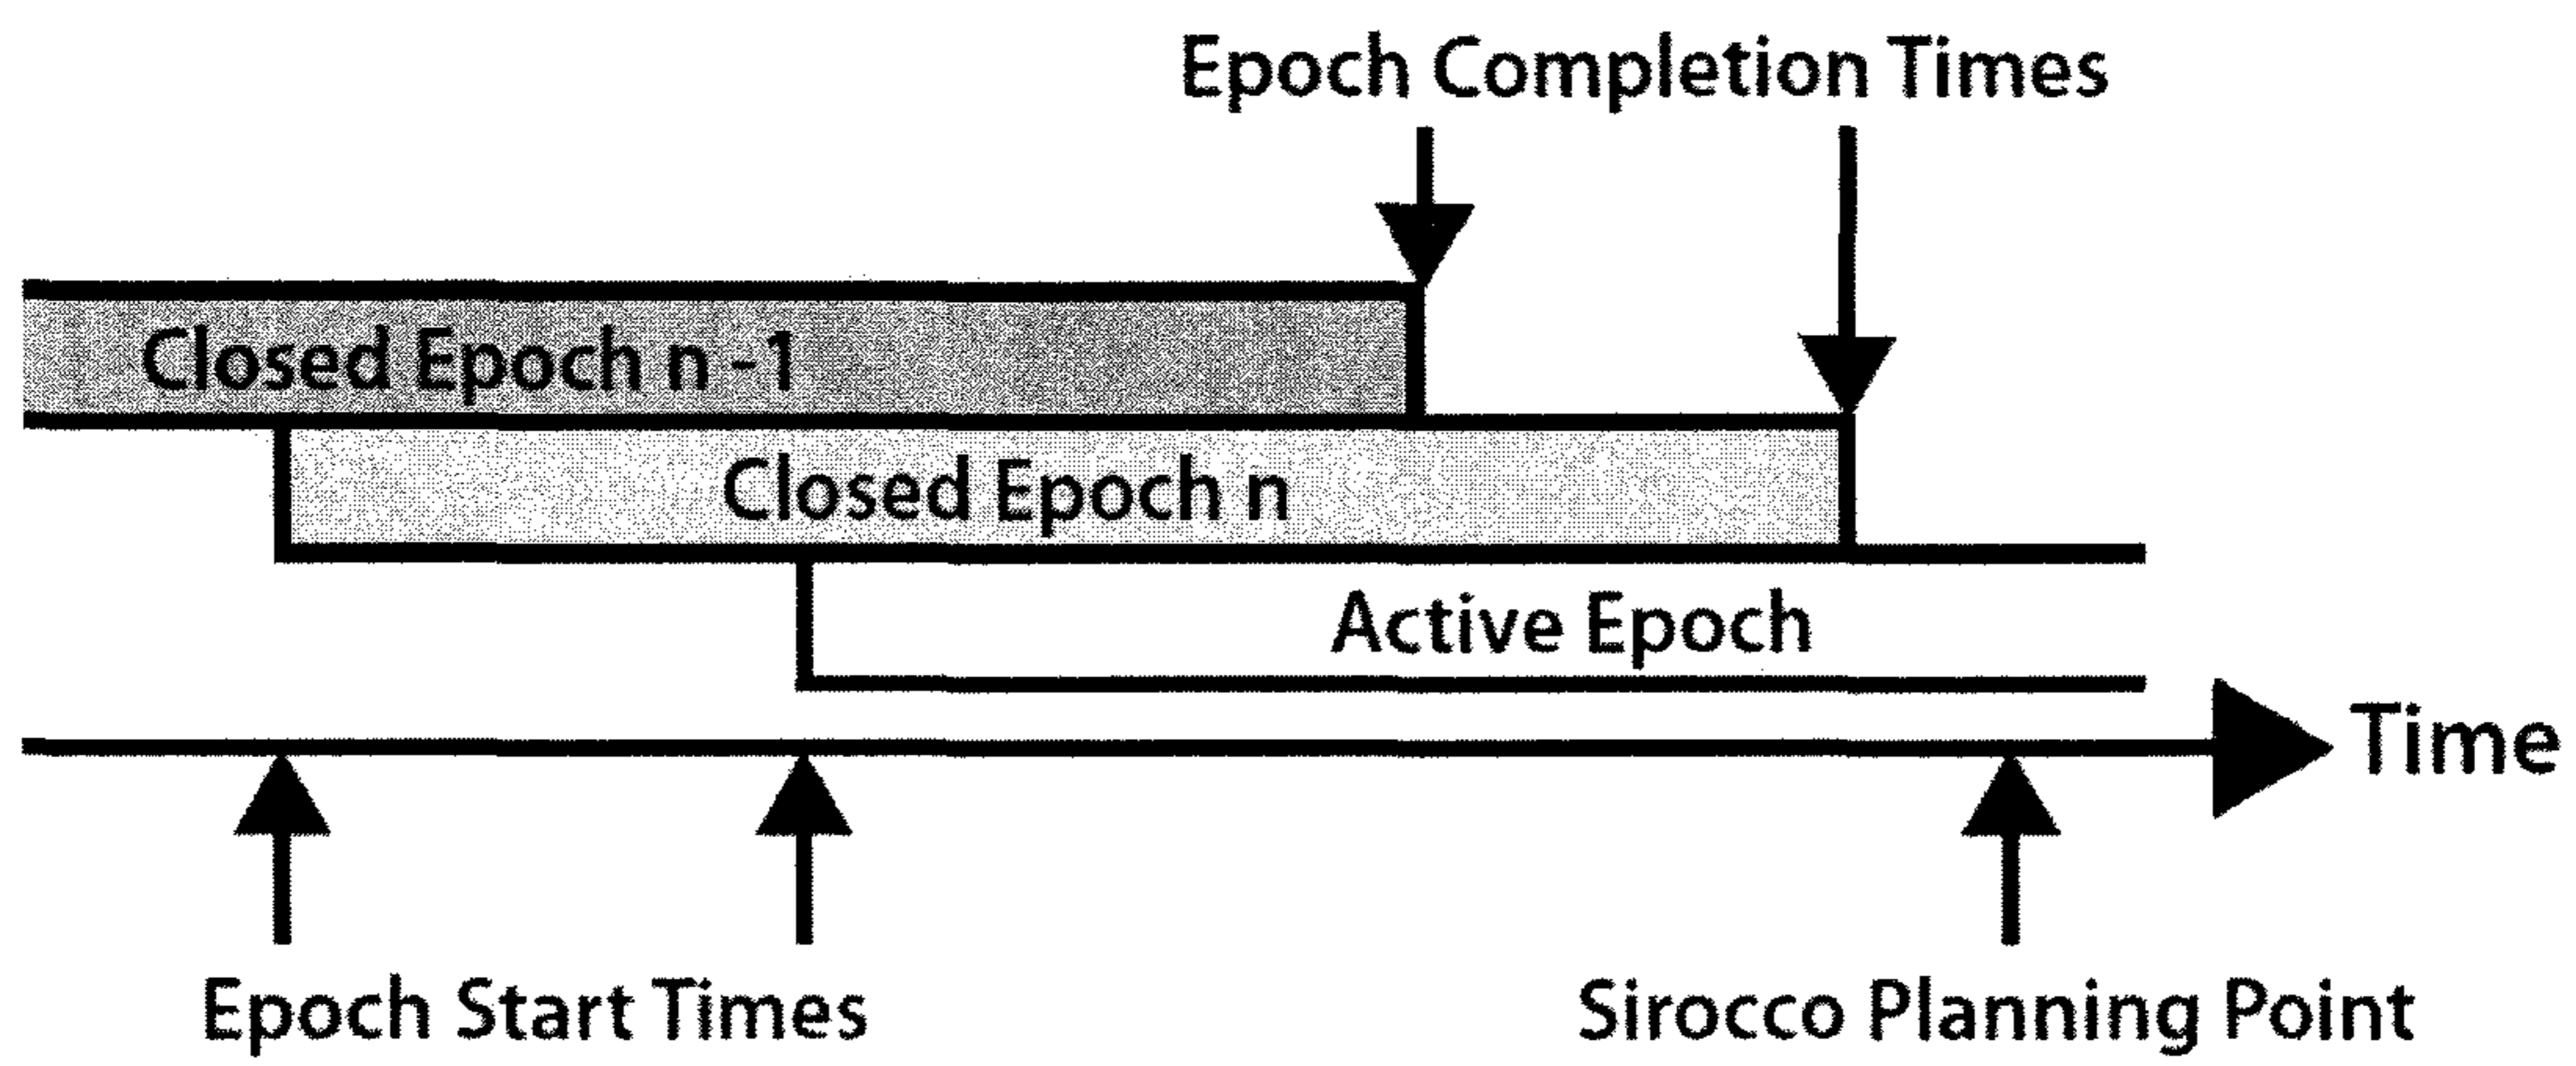 Epoch Completion Times
Closed Epoch n -1
Closed Epoch n
Active Epoch
Time
Epoch Start Times
Sirocco Planning Point